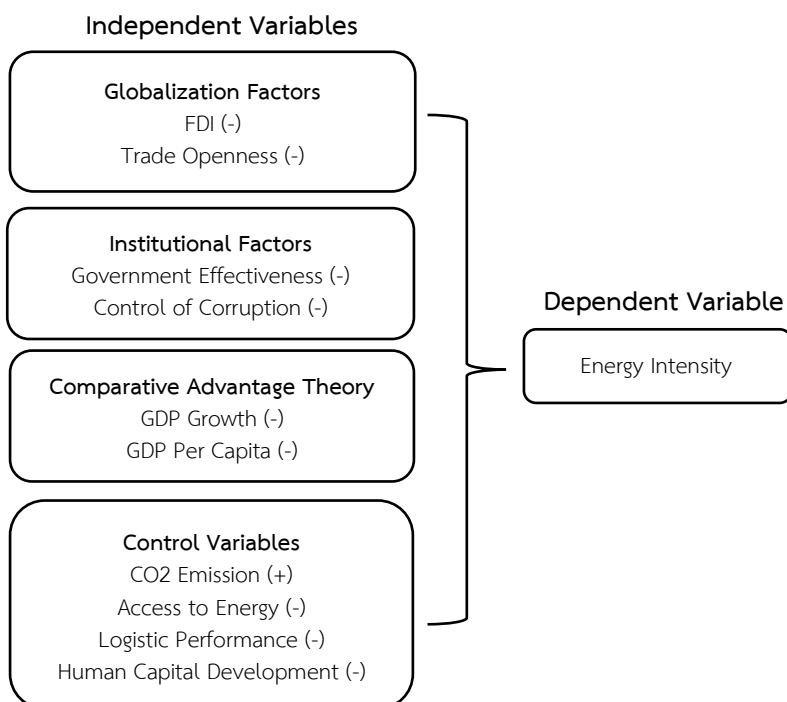 Independent Variables
Globalization Factors
FDI (-)
Trade Openness (-)
Institutional Factors
Government Effectiveness (-)
Control of Corruption (-)
Comparative Advantage Theory
GDP Growth (-)
GDP Per Capita (-)
Control Variables
CO2 Emission (+)
Access to Energy (-)
Logistic Performance (-)
Human Capital Development (-)
Dependent Variable
Energy Intensity